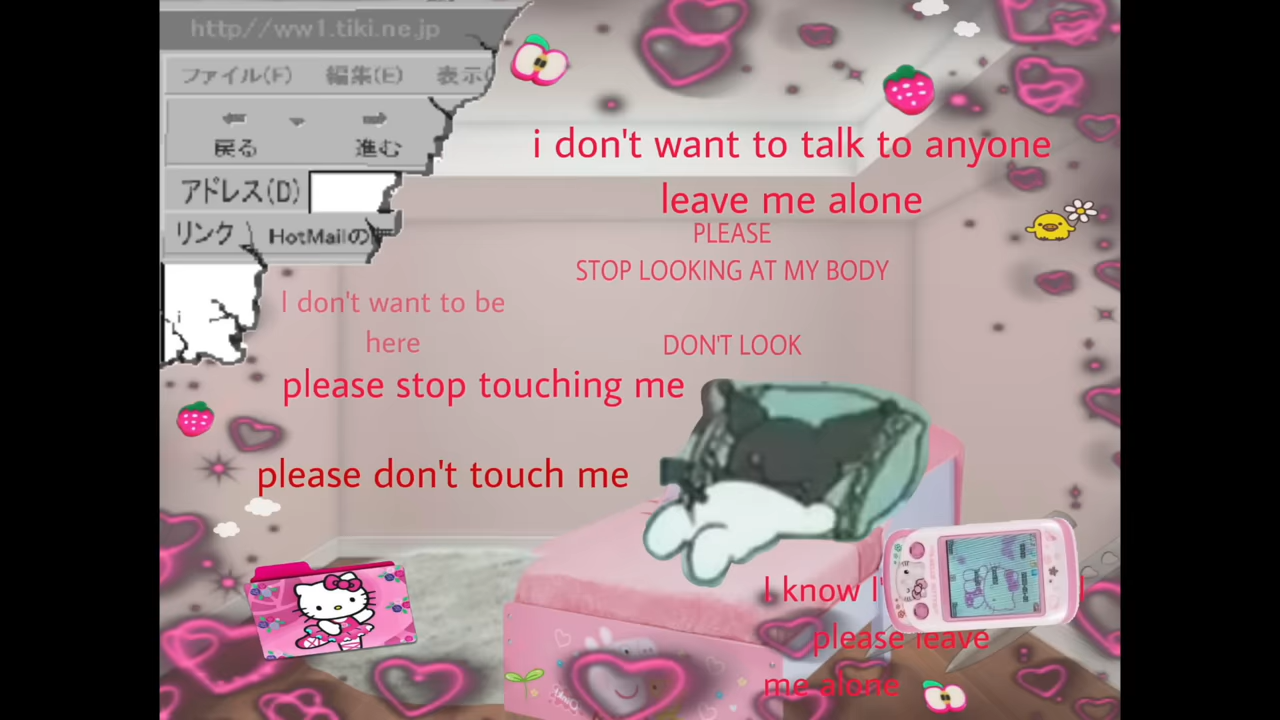 http//ww1.tiki.ne.jp
ファイル(F) 編集(E) 表示(
戻る 進む
アドレス(D)
リンク HotMailの
i don't want to talk to anyone
leave me alone
PLEASE
STOP LOOKING AT MY BODY
I don't want to be
here
DON'T LOOK
please stop touching me
please don't touch me
I know I'
please leave
me alone